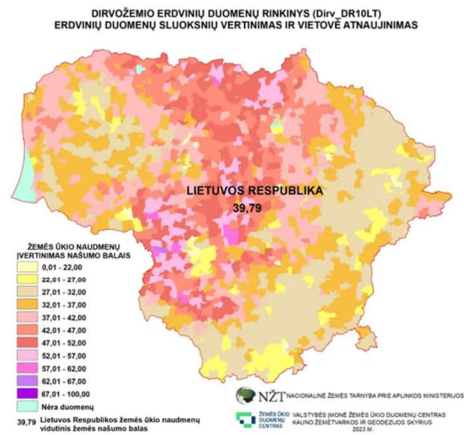 DIRVOŽEMIO ERDVINIŲ DUOMENŲ RINKINYS (Dirv_DR10LT)
ERDVINIŲ DUOMENŲ SLUOKSNIŲ VERTINIMAS IR VIETOVĖ ATNAUJINIMAS
LIETUVOS RESPUBLIKA
39,79
ŽEMĖS ŪKIO NAUDMENŲ
ĮVERTINIMAS NAŠUMO BALAIS
0,01 - 22,00
22,01 - 27,00
27,01 - 32,00
32,01 - 37,00
37,01 - 42,00
42,01 - 47,00
47,01 - 52,00
52,01 - 57,00
57,01 - 62,00
62,01 - 67,00
67,01 - 100,00
Nėra duomenų
39,79 Lietuvos Respublikos žemės ūkio naudmenų
vidutinis žemės našumo balas
NŽT NACIONALINĖ ŽEMĖS TARNYBA PRIE APLINKOS MINISTERIJOS
ŽEMĖS ŪKIO
DUOMENŲ
CENTRAS
VALSTYBĖS ĮMONĖ ŽEMĖS ŪKIO DUOMENŲ CENTRAS
KAUNO ŽEMĖTVARKOS IR GEODEZIJOS SKYRIUS
2023 M.